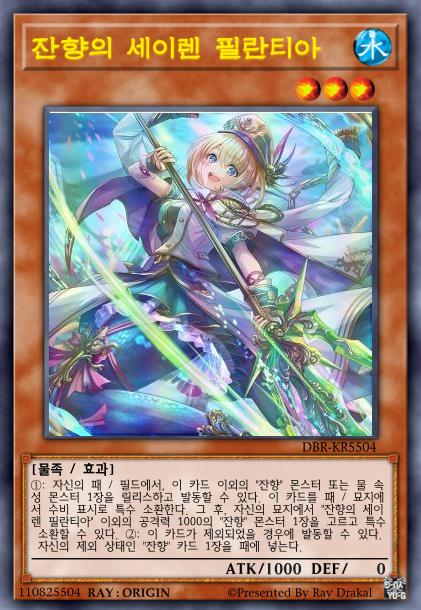 잔향의 세이렌 필란티아
水
DBR-KR5504
[물족 / 효과]
①: 자신의 패 / 필드에서, 이 카드 이외의 "잔향" 몬스터 또는 물 속
성 몬스터 1장을 릴리스하고 발동할 수 있다. 이 카드를 패 / 묘지에
서 수비 표시로 특수 소환한다. 그 후, 자신의 묘지에서 "잔향의 세이
렌 필란티아" 이외의 공격력 1000의 "잔향" 몬스터 1장을 고르고 특수
소환할 수 있다. ②: 이 카드가 제외되었을 경우에 발동할 수 있다.
자신의 제외 상태인 "잔향" 카드 1장을 패에 넣는다.
ATK/1000 DEF/ 0
110825504 RAY : ORIGIN ©Presented By Ray Drakal